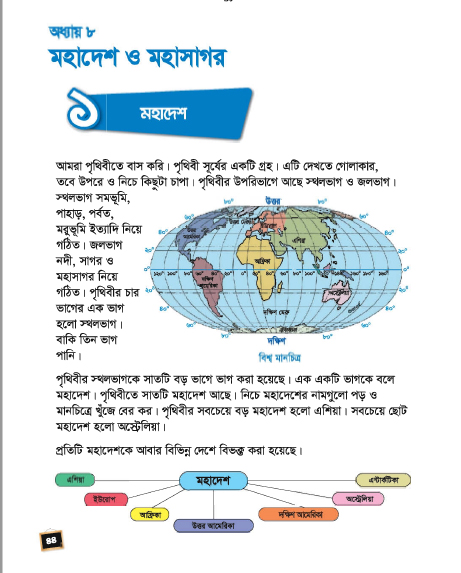 অধ্যায় ৮
মহাদেশ ও মহাসাগর
১ মহাদেশ
আমরা পৃথিবীতে বাস করি। পৃথিবী সূর্যের একটি গ্রহ। এটি দেখতে গোলাকার,
তবে উপরে ও নিচে কিছুটা চাপা। পৃথিবীর উপরিভাগে আছে স্থলভাগ ও জলভাগ।
স্থলভাগ সমভূমি,
পাহাড়, পর্বত,
মরুভূমি ইত্যাদি নিয়ে
গঠিত। জলভাগ
নদী, সাগর ও
মহাসাগর নিয়ে
গঠিত। পৃথিবীর চার
ভাগের এক ভাগ
হলো স্থলভাগ।
বাকি তিন ভাগ
পানি।
উত্তর
এশিয়া
আফ্রিকা
দক্ষিণ আমেরিকা
অস্ট্রেলিয়া
দক্ষিণ মেরু
দক্ষিণ
বিশ্ব মানচিত্র
পৃথিবীর স্থলভাগকে সাতটি বড় ভাগে ভাগ করা হয়েছে। এক একটি ভাগকে বলে
মহাদেশ। পৃথিবীতে সাতটি মহাদেশ আছে। নিচে মহাদেশের নামগুলো পড় ও
মানচিত্রে খুঁজে বের কর। পৃথিবীর সবচেয়ে বড় মহাদেশ হলো এশিয়া। সবচেয়ে ছোট
মহাদেশ হলো অস্ট্রেলিয়া।
প্রতিটি মহাদেশকে আবার বিভিন্ন দেশে বিভক্ত করা হয়েছে।
এশিয়া মহাদেশ এন্টার্কটিকা
ইউরোপ অস্ট্রেলিয়া
আফ্রিকা দক্ষিণ আমেরিকা
উত্তর আমেরিকা
৪৪